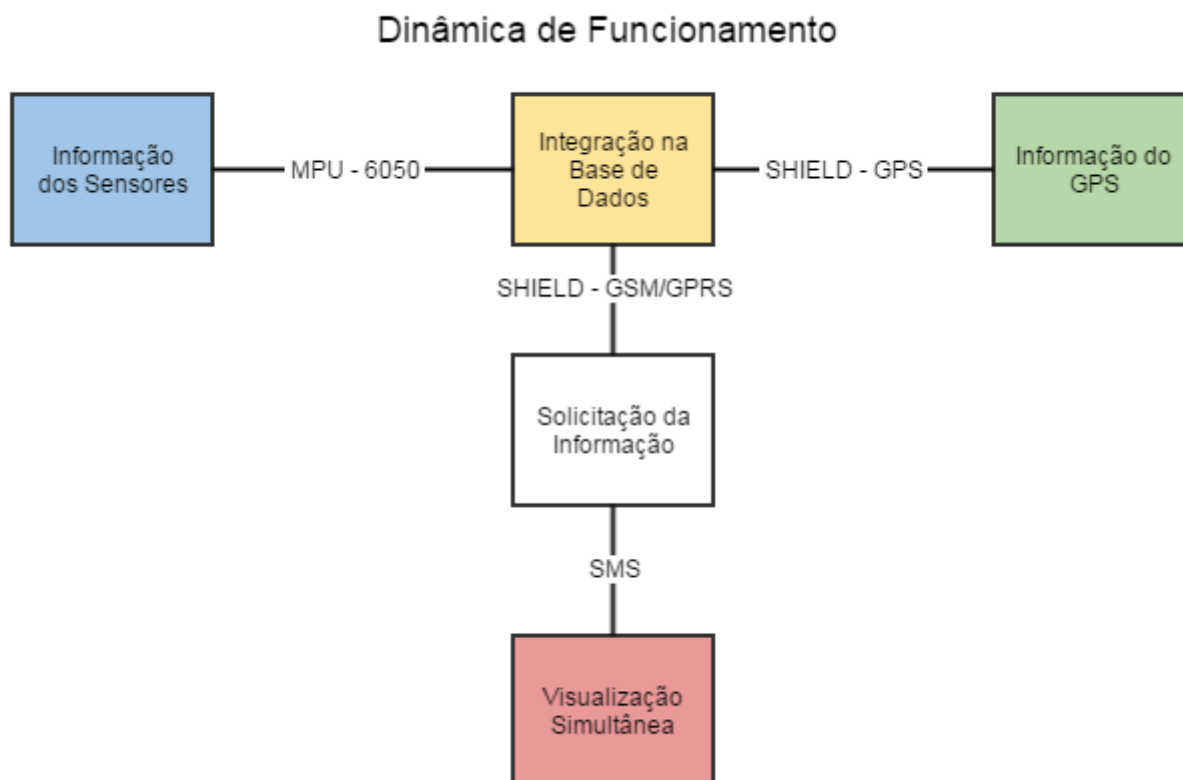 Dinâmica de Funcionamento
Informação
dos Sensores
MPU - 6050
Integração na
Base de
Dados
SHIELD - GPS
Informação do
GPS
SHIELD - GSM/GPRS
Solicitação da
Informação
SMS
Visualização
Simultânea